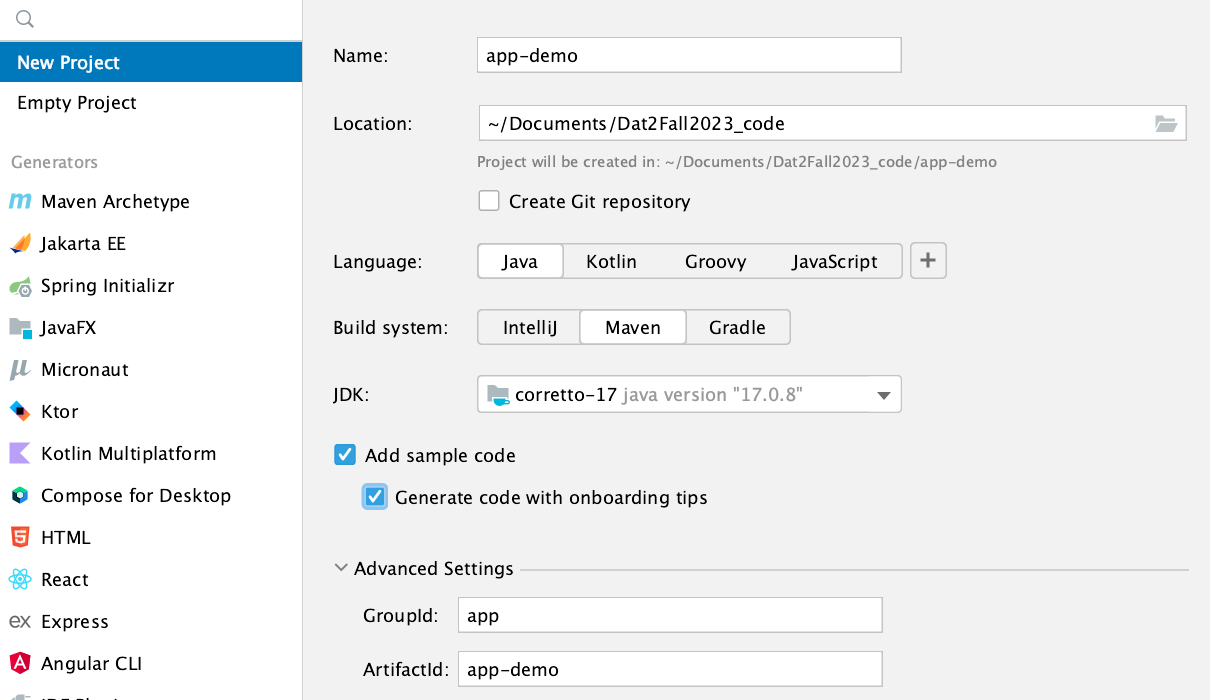 New Project
Empty Project
Generators
Maven Archetype
Jakarta EE
Spring Initializr
JavaFX
Micronaut
Ktor
Kotlin Multiplatform
Compose for Desktop
HTML
React
ex Express
Angular CLI
Name: app-demo
Location: ~/Documents/Dat2Fall2023_code
Project will be created in: ~/Documents/Dat2Fall2023_code/app-demo
Create Git repository
Language: Java Kotlin Groovy JavaScript +
Build system: IntelliJ Maven Gradle
JDK: corretto-17 java version "17.0.8"
Add sample code
Generate code with onboarding tips
Advanced Settings
GroupId: app
ArtifactId: app-demo